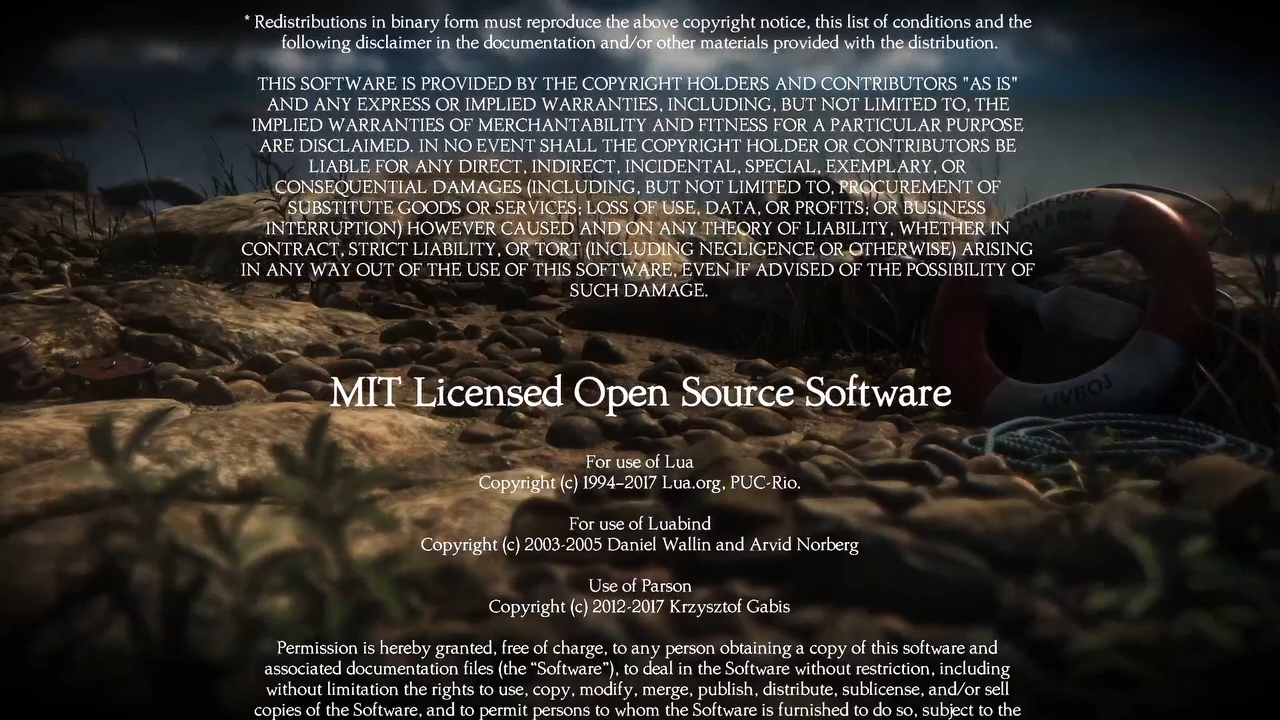 * Redistributions in binary form must reproduce the above copyright notice, this list of conditions and the
following disclaimer in the documentation and/or other materials provided with the distribution.
THIS SOFTWARE IS PROVIDED BY THE COPYRIGHT HOLDERS AND CONTRIBUTORS "AS IS"
AND ANY EXPRESS OR IMPLIED WARRANTIES, INCLUDING, BUT NOT LIMITED TO, THE
IMPLIED WARRANTIES OF MERCHANTABILITY AND FITNESS FOR A PARTICULAR PURPOSE
ARE DISCLAIMED. IN NO EVENT SHALL THE COPYRIGHT HOLDER OR CONTRIBUTORS BE
LIABLE FOR ANY DIRECT, INDIRECT, INCIDENTAL, SPECIAL, EXEMPLARY, OR
CONSEQUENTIAL DAMAGES (INCLUDING, BUT NOT LIMITED TO, PROCUREMENT OF
SUBSTITUTE GOODS OR SERVICES; LOSS OF USE, DATA, OR PROFITS; OR BUSINESS
INTERRUPTION) HOWEVER CAUSED AND ON ANY THEORY OF LIABILITY, WHETHER IN
CONTRACT, STRICT LIABILITY, OR TORT (INCLUDING NEGLIGENCE OR OTHERWISE) ARISING
IN ANY WAY OUT OF THE USE OF THIS SOFTWARE, EVEN IF ADVISED OF THE POSSIBILITY OF
SUCH DAMAGE.
MIT Licensed Open Source Software
LIVBOJ
For use of Lua
Copyright (c) 1994–2017 Lua.org, PUC-Rio.
For use of Luabind
Copyright (c) 2003-2005 Daniel Wallin and Arvid Norberg
Use of Parson
Copyright (c) 2012-2017 Krzysztof Gabis
Permission is hereby granted, free of charge, to any person obtaining a copy of this software and
associated documentation files (the “Software”), to deal in the Software without restriction, including
without limitation the rights to use, copy, modify, merge, publish, distribute, sublicense, and/or sell
copies of the Software, and to permit persons to whom the Software is furnished to do so, subject to the